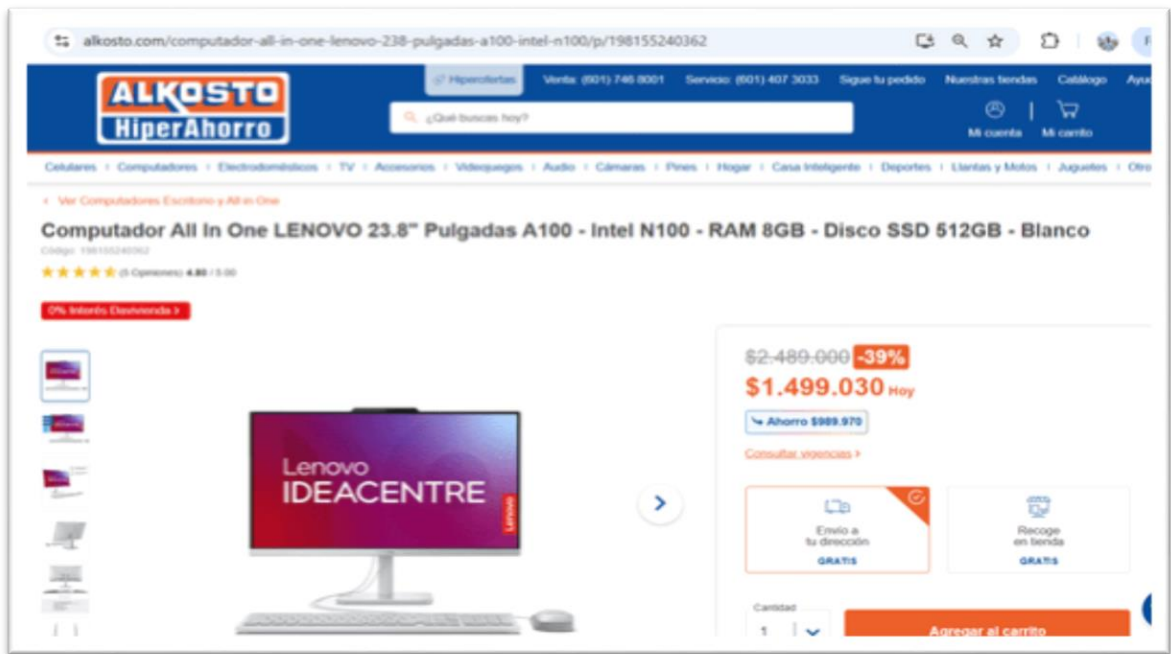 alkosto.com/computador-all-in-one-lenovo-238-pulgadas-a100-intel-n100/p/198155240362
ALKOSTO
HiperAhorro
Hiperofertas Venta: (601) 746 8001 Servicio: (601) 407 3033 Sigue tu pedido Nuestras tiendas Catálogo
¿Qué buscas hoy?
Mi cuenta Mi carrito
Celulares Computadores Electrodomésticos TV Accesorios Videojuegos Audio Cámaras Pines Hogar Casa Inteligente Deportes Llantas y Motos Juguetes
Ver Computadores Escritorio y All in One
Computador All In One LENOVO 23.8" Pulgadas A100 - Intel N100 - RAM 8GB - Disco SSD 512GB - Blanco
Código: 198155240362
(5 Opiniones) 4.80 / 5.00
0% Interés Davivienda >
$2.489.000 -39%
$1.499.030 Hoy
Ahorro $989.970
Consultar vigencias >
Lenovo
IDEACENTRE
Lenovo
Envío a
tu dirección
GRATIS
Recoge
en tienda
GRATIS
Cantidad
1
Agregar al carrito